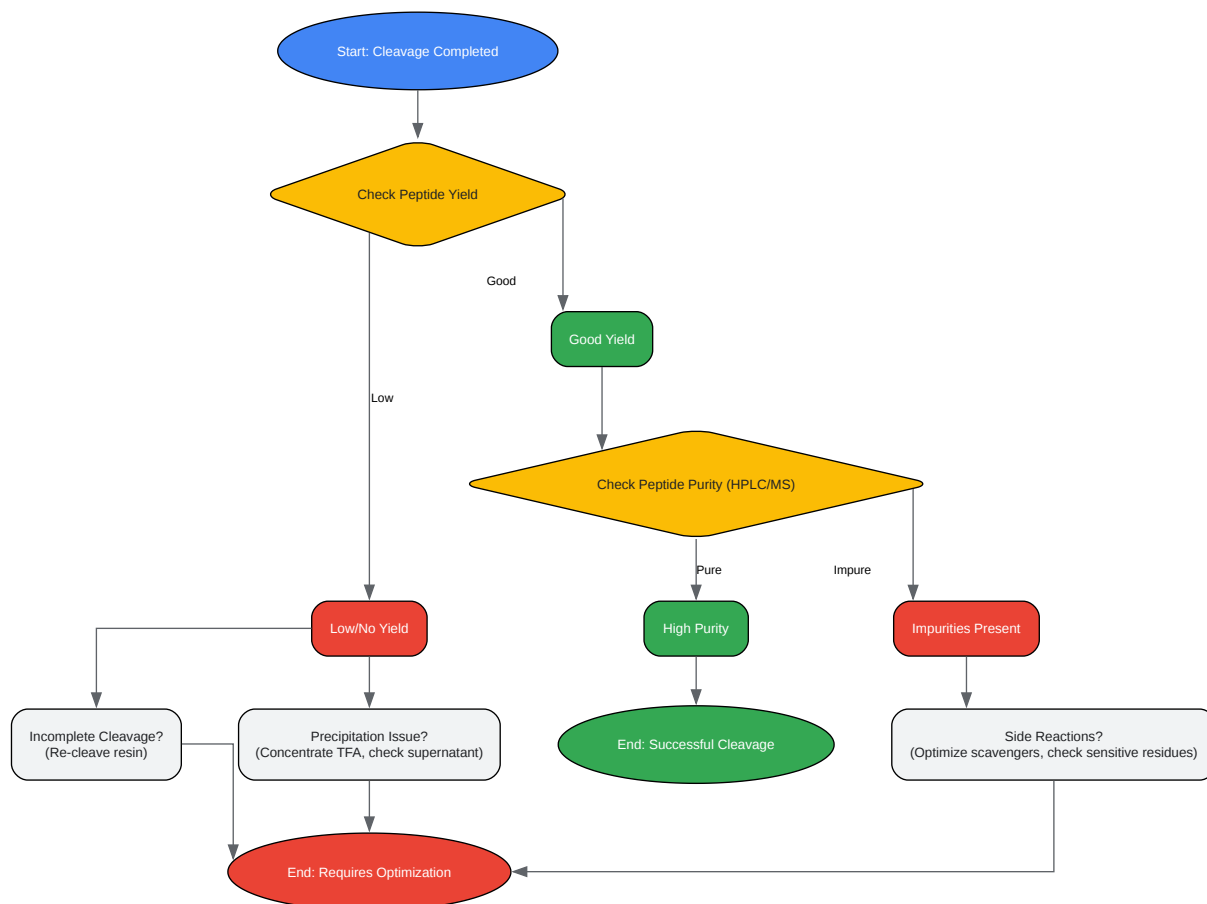 Start: Cleavage Completed
Check Peptide Yield
Good
Good Yield
Low
Check Peptide Purity (HPLC/MS)
Pure
Impure
Low/No Yield
High Purity
Impurities Present
Incomplete Cleavage?
(Re-cleave resin)
Precipitation Issue?
(Concentrate TFA, check supernatant)
End: Successful Cleavage
Side Reactions?
(Optimize scavengers, check sensitive residues)
End: Requires Optimization